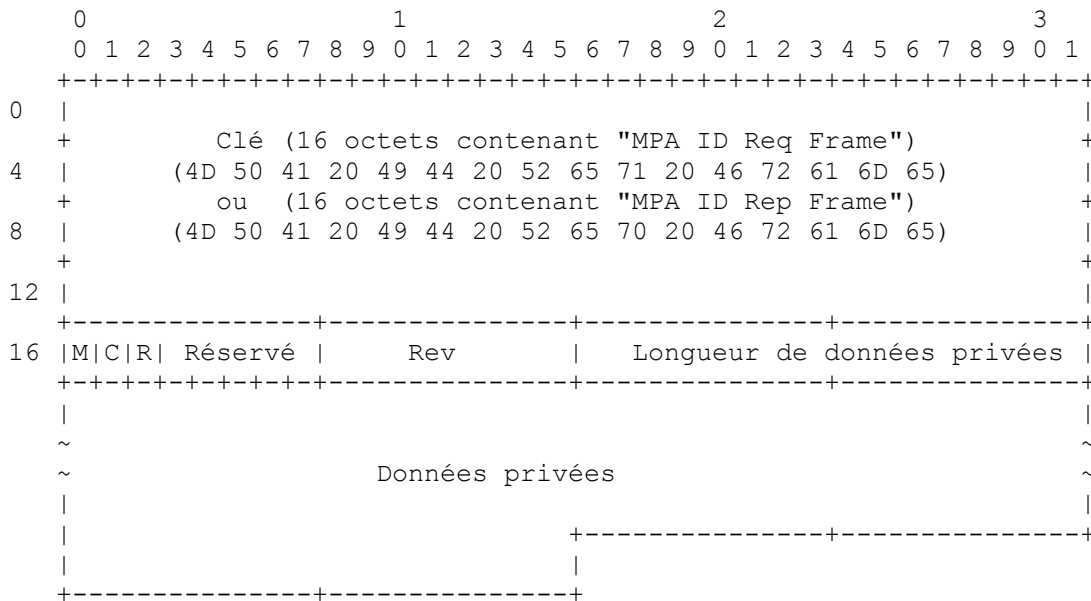 0                   1                   2                   3
0 1 2 3 4 5 6 7 8 9 0 1 2 3 4 5 6 7 8 9 0 1 2 3 4 5 6 7 8 9 0 1
0
Clé (16 octets contenant "MPA ID Req Frame")
4 (4D 50 41 20 49 44 20 52 65 71 20 46 72 61 6D 65)
ou (16 octets contenant "MPA ID Rep Frame")
8 (4D 50 41 20 49 44 20 52 65 70 20 46 72 61 6D 65)
12
16 |M|C|R| Réservé | Rev | Longueur de données privées |
Données privées